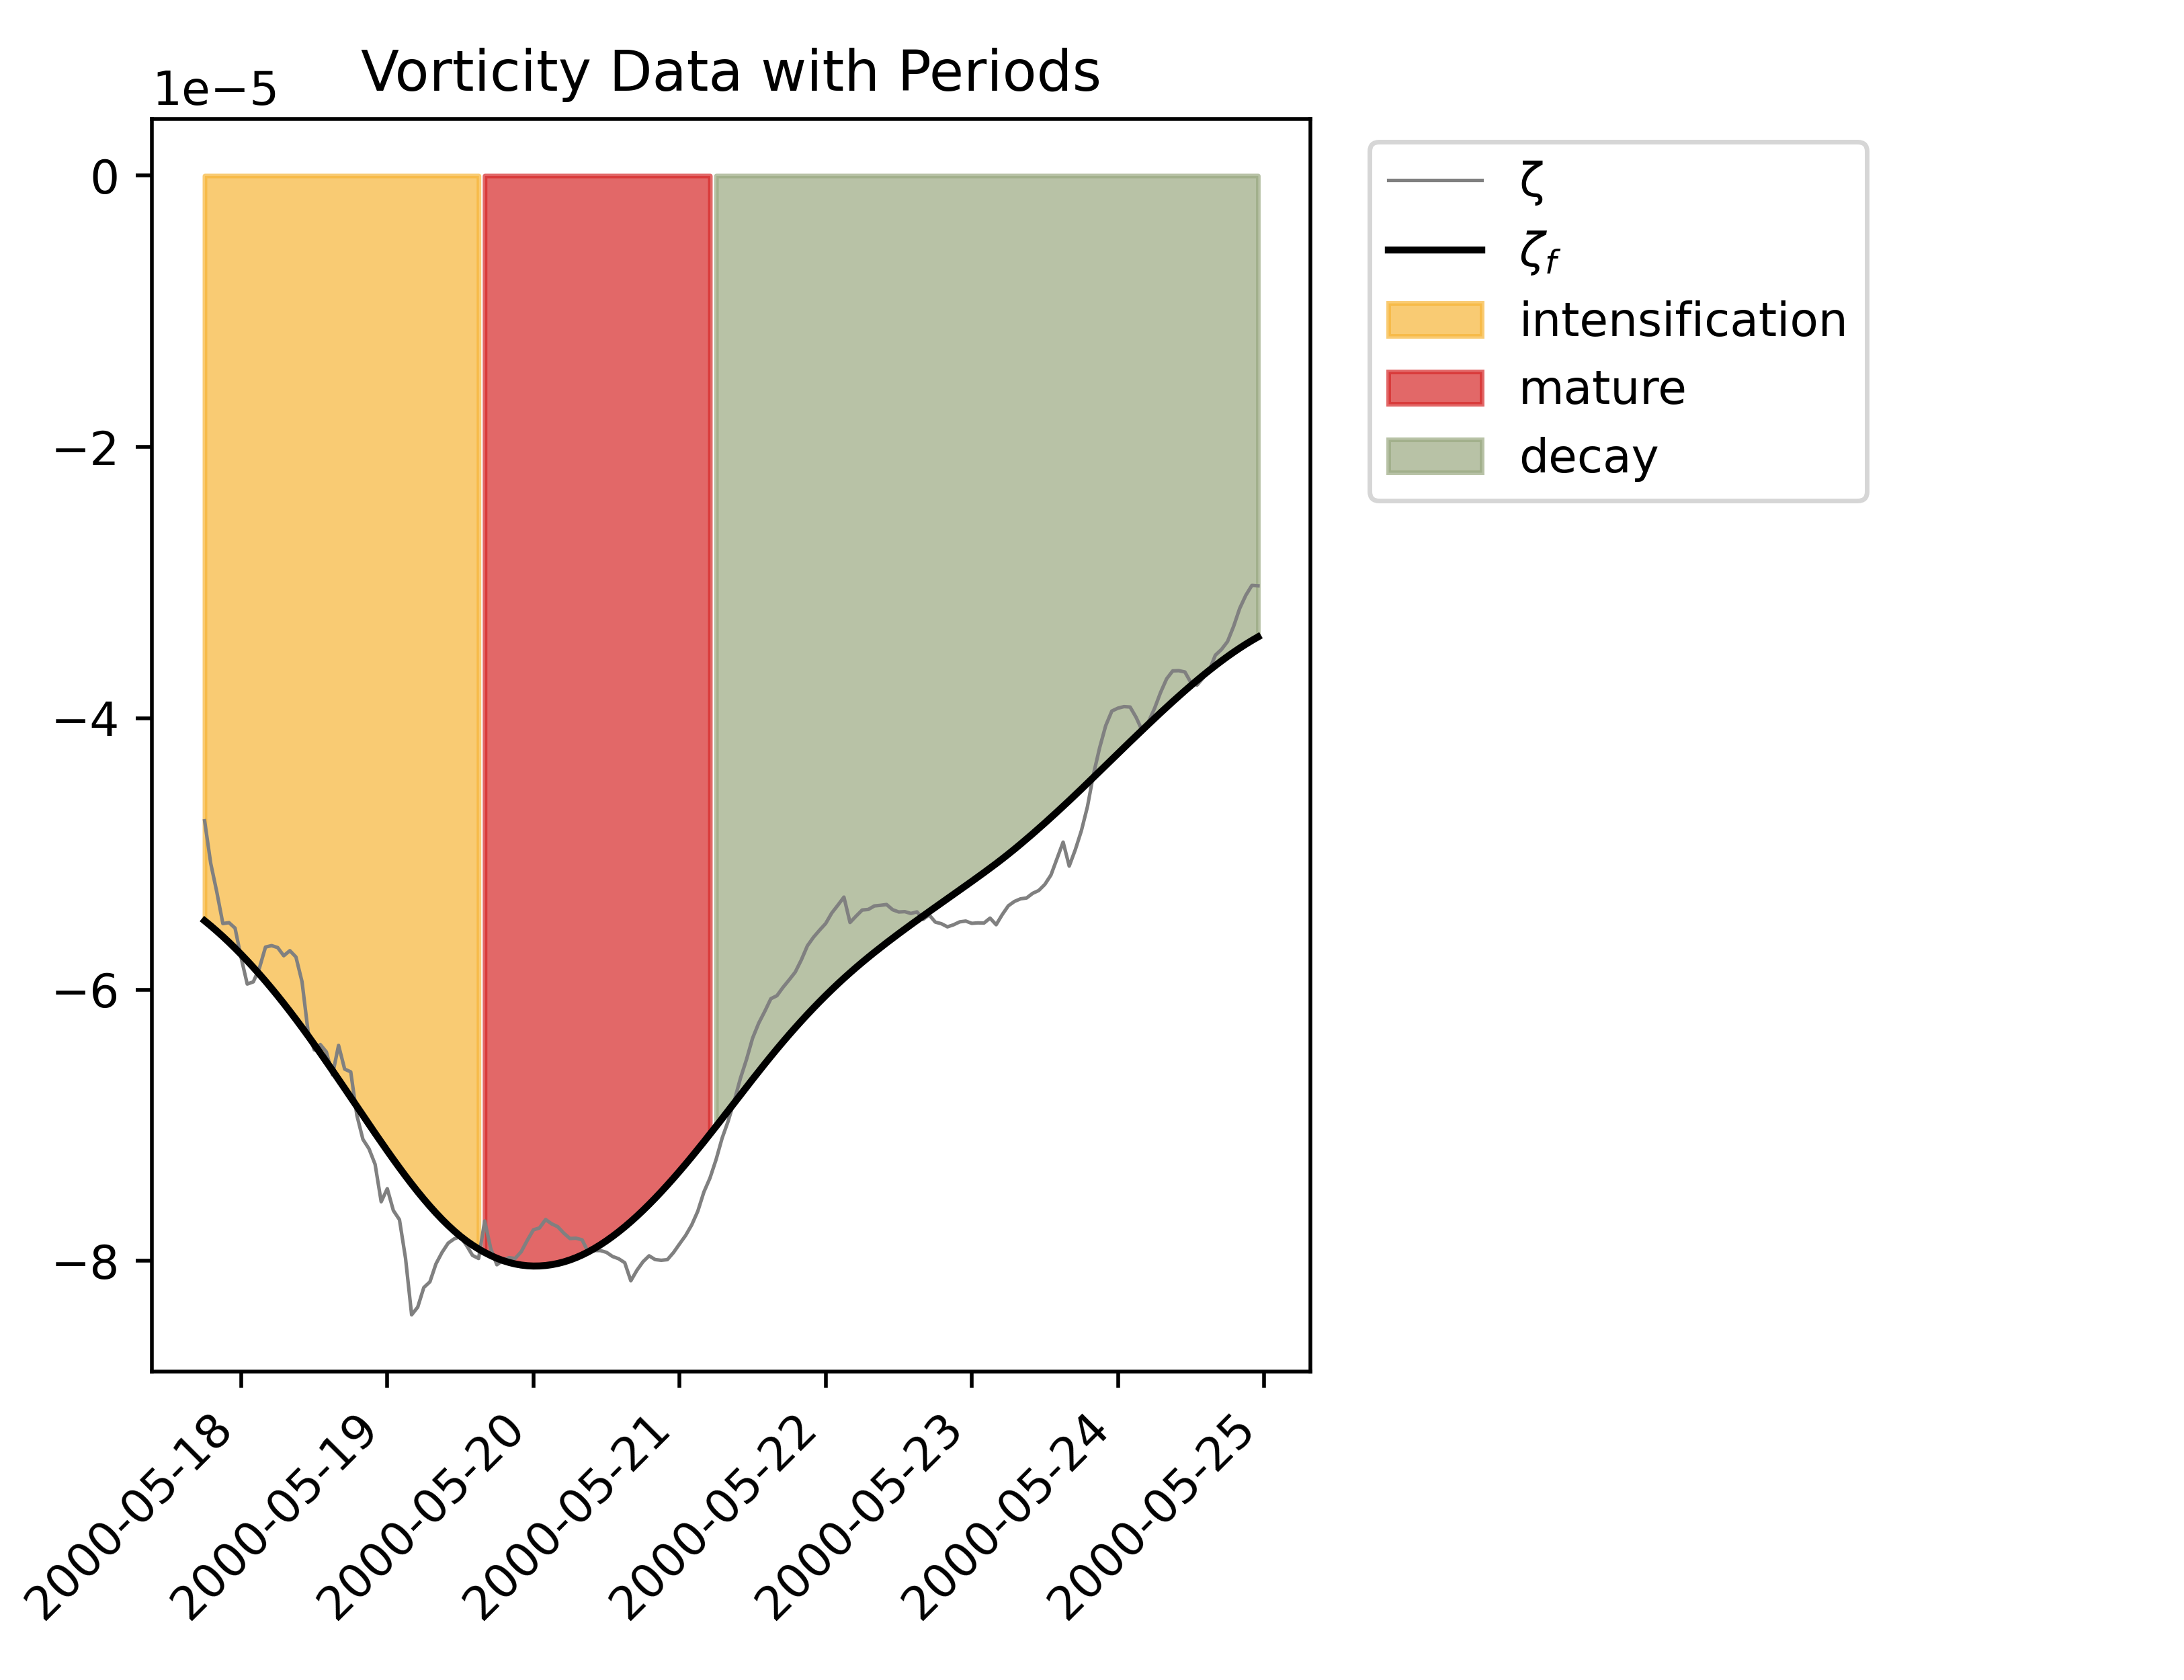 Vorticity Data with Periods
1e−5
0
−2
−4
−6
−8
2000-05-18
2000-05-19
2000-05-20
2000-05-21
2000-05-22
2000-05-23
2000-05-24
2000-05-25
ζ
ζf
intensification
mature
decay